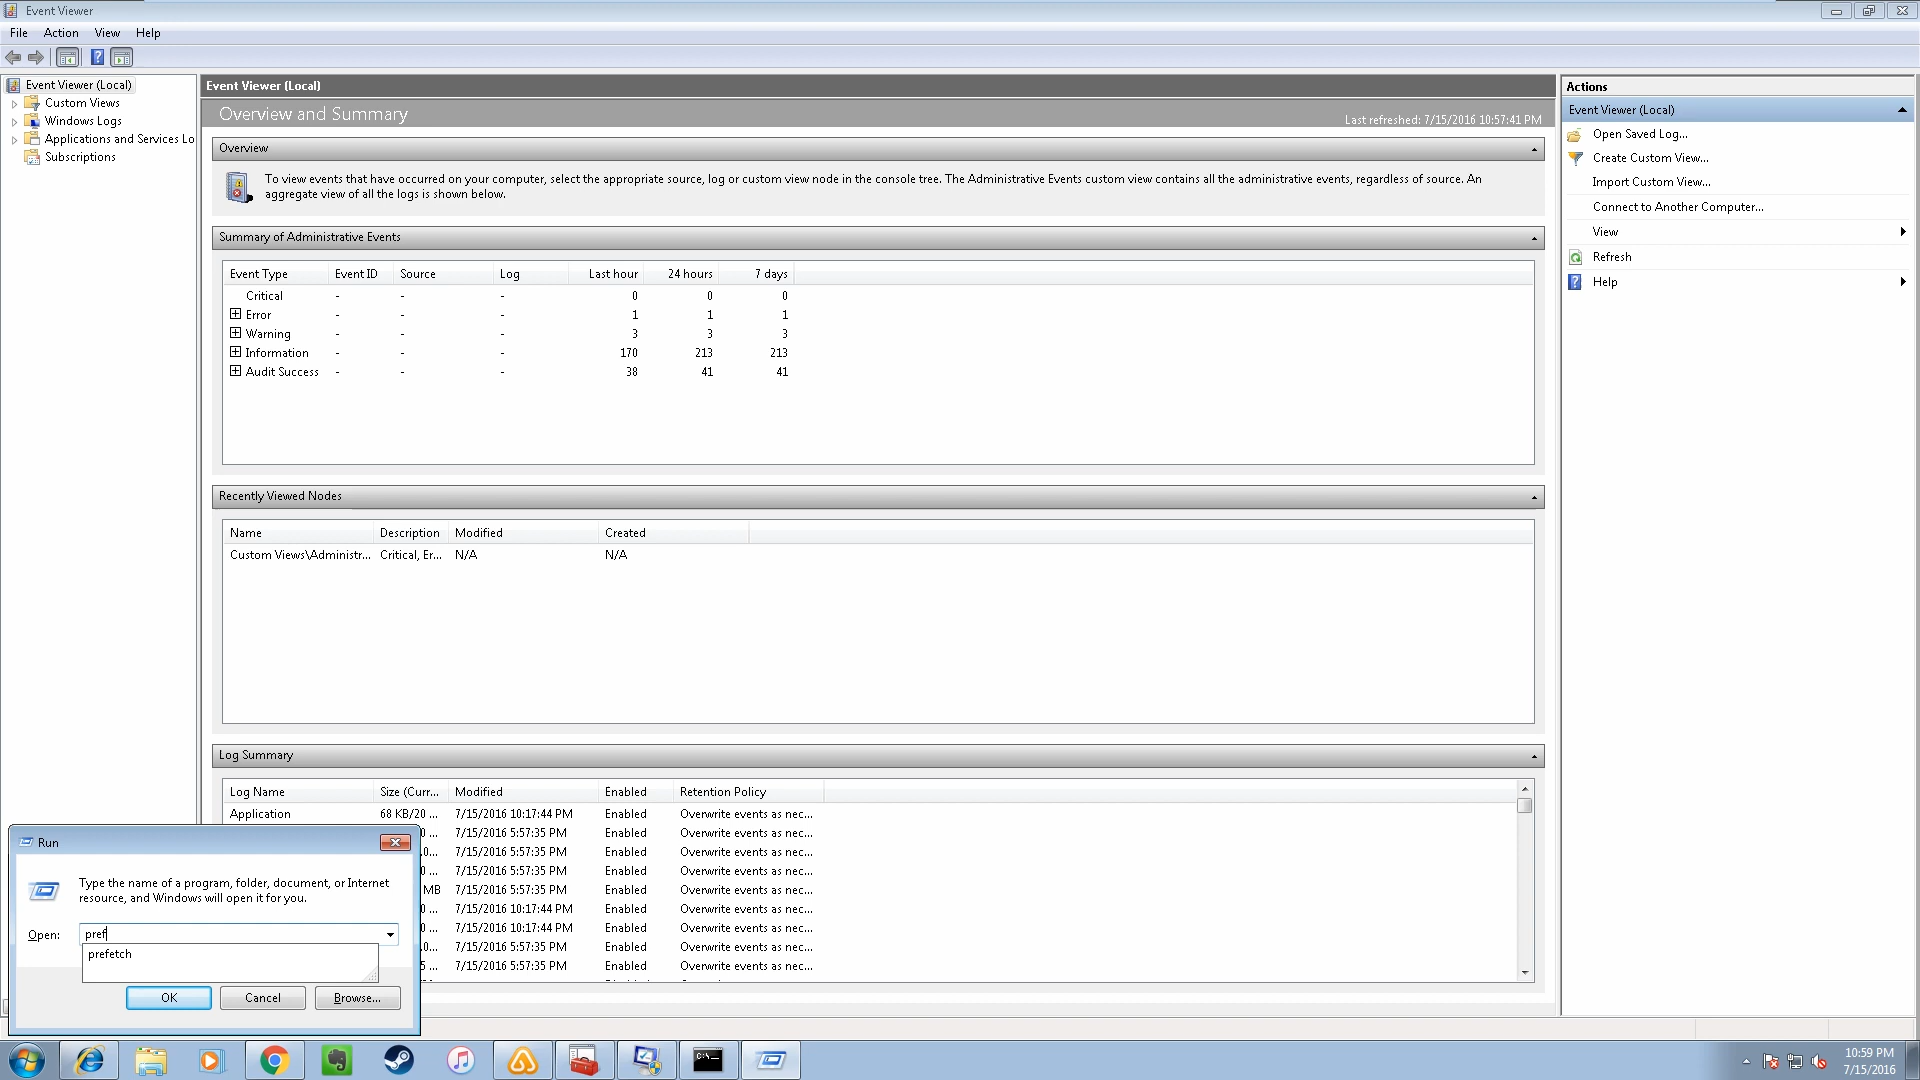 Event Viewer
File Action View Help
Event Viewer (Local)
Custom Views
Windows Logs
Applications and Services Lo
Subscriptions
Event Viewer (Local)
Overview and Summary
Last refreshed: 7/15/2016 10:57:41 PM
Overview
To view events that have occurred on your computer, select the appropriate source, log or custom view node in the console tree. The Administrative Events custom view contains all the administrative events, regardless of source. An
aggregate view of all the logs is shown below.
Summary of Administrative Events
Event Type Event ID Source Log Last hour 24 hours 7 days
Critical - - - 0 0 0
Error - - - 1 1 1
Warning - - - 3 3 3
Information - - - 170 213 213
Audit Success - - - 38 41 41
Recently Viewed Nodes
Name Description Modified Created
Custom Views\Administr... Critical, Er... N/A N/A
Log Summary
Log Name Size (Curr... Modified Enabled Retention Policy
Application 68 KB/20 ... 7/15/2016 10:17:44 PM Enabled Overwrite events as nec...
0 ... 7/15/2016 5:57:35 PM Enabled Overwrite events as nec...
.0... 7/15/2016 5:57:35 PM Enabled Overwrite events as nec...
0 ... 7/15/2016 5:57:35 PM Enabled Overwrite events as nec...
MB 7/15/2016 5:57:35 PM Enabled Overwrite events as nec...
0 ... 7/15/2016 10:17:44 PM Enabled Overwrite events as nec...
0 ... 7/15/2016 10:17:44 PM Enabled Overwrite events as nec...
.0... 7/15/2016 5:57:35 PM Enabled Overwrite events as nec...
5 ... 7/15/2016 5:57:35 PM Enabled Overwrite events as nec...
Actions
Event Viewer (Local)
Open Saved Log...
Create Custom View...
Import Custom View...
Connect to Another Computer...
View
Refresh
Help
Run
Type the name of a program, folder, document, or Internet
resource, and Windows will open it for you.
Open: pref
prefetch
OK Cancel Browse...
C:\
10:59 PM
7/15/2016